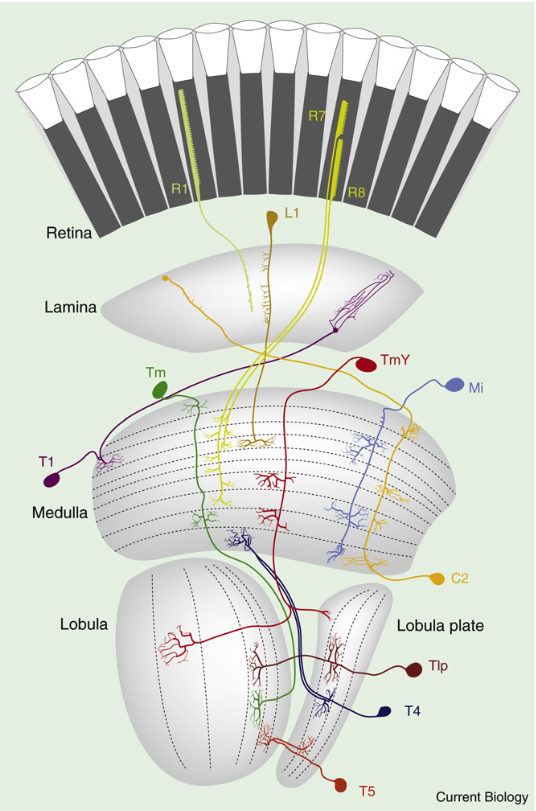 R7
R1
R8
L1
Retina
Lamina
Tm
TmY
Mi
T1
Medulla
C2
Lobula
Lobula plate
Tlp
T4
T5
Current Biology